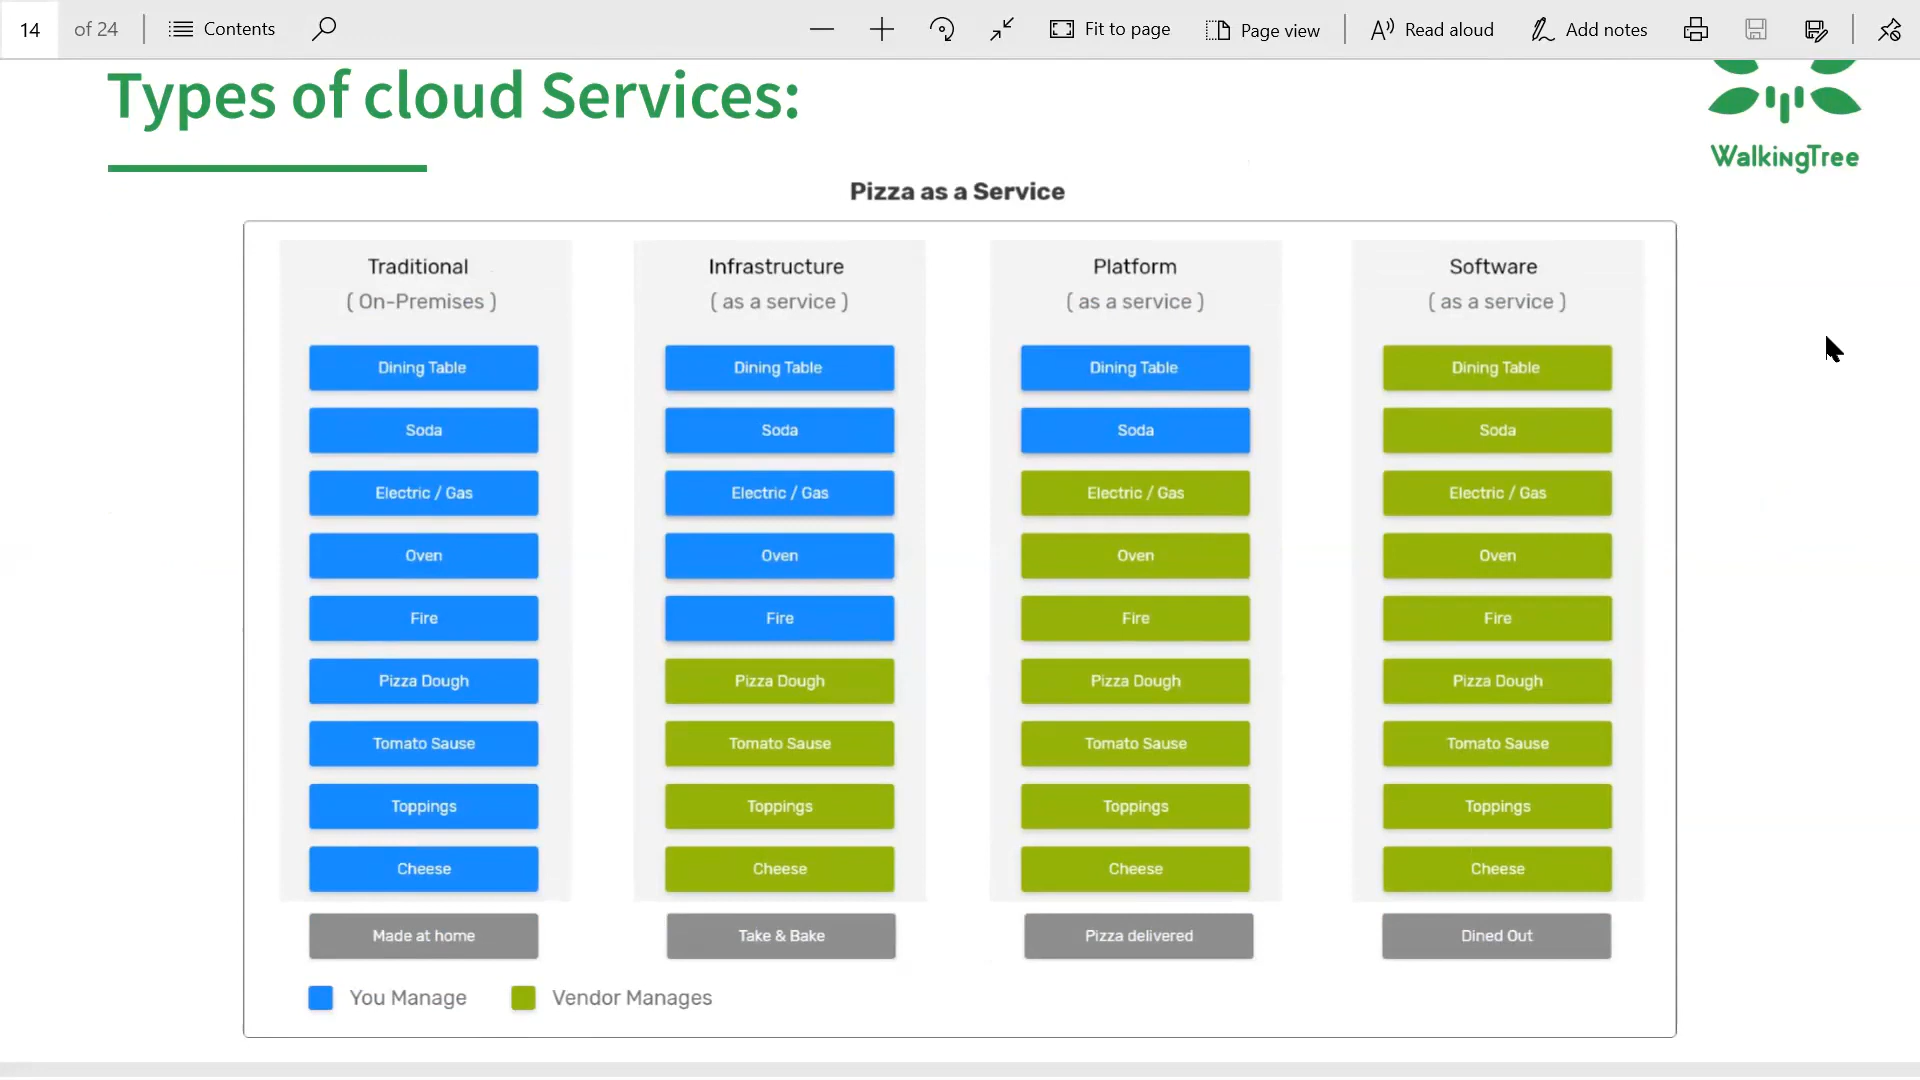 14 of 24 Contents Fit to page Page view Read aloud Add notes
Types of cloud Services:
WalkingTree
Pizza as a Service
Traditional
( On-Premises )
Dining Table
Soda
Electric / Gas
Oven
Fire
Pizza Dough
Tomato Sause
Toppings
Cheese
Made at home
Infrastructure
( as a service )
Dining Table
Soda
Electric / Gas
Oven
Fire
Pizza Dough
Tomato Sause
Toppings
Cheese
Take & Bake
Platform
( as a service )
Dining Table
Soda
Electric / Gas
Oven
Fire
Pizza Dough
Tomato Sause
Toppings
Cheese
Pizza delivered
Software
( as a service )
Dining Table
Soda
Electric / Gas
Oven
Fire
Pizza Dough
Tomato Sause
Toppings
Cheese
Dined Out
You Manage Vendor Manages